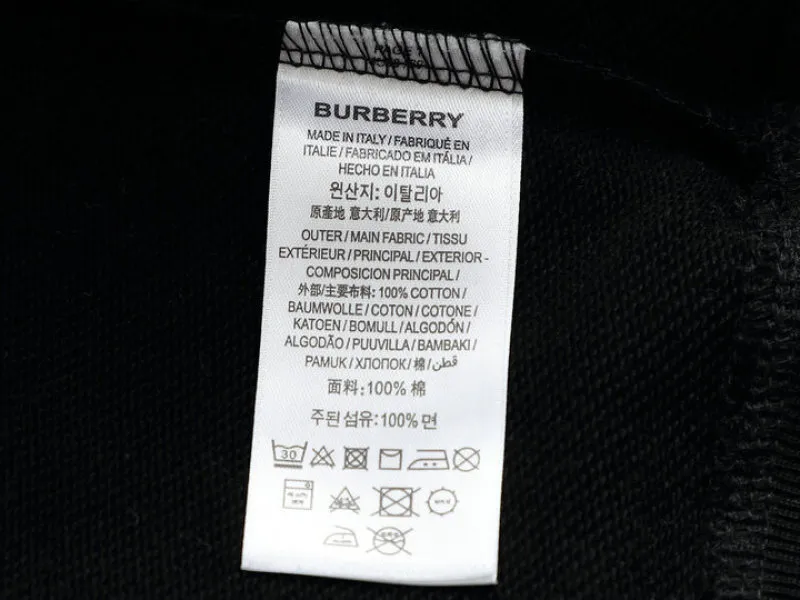 PAGE 1
BURBERRY
MADE IN ITALY / FABRIQUÉ EN
ITALIE / FABRICADO EM ITÁLIA /
HECHO EN ITALIA
원산지: 이탈리아
原產地 意大利/原产地 意大利
OUTER / MAIN FABRIC / TISSU
EXTÉRIEUR / PRINCIPAL / EXTERIOR -
COMPOSICION PRINCIPAL /
外部/主要布料: 100% COTTON /
BAUMWOLLE / COTON / COTONE /
KATOEN / BOMULL / ALGODÓN /
ALGODÃO / PUUVILLA / BAMBAKI /
PAMUK / ХЛОПОК / 棉 / قطن
面料:100% 棉
주된 섬유:100% 면
30